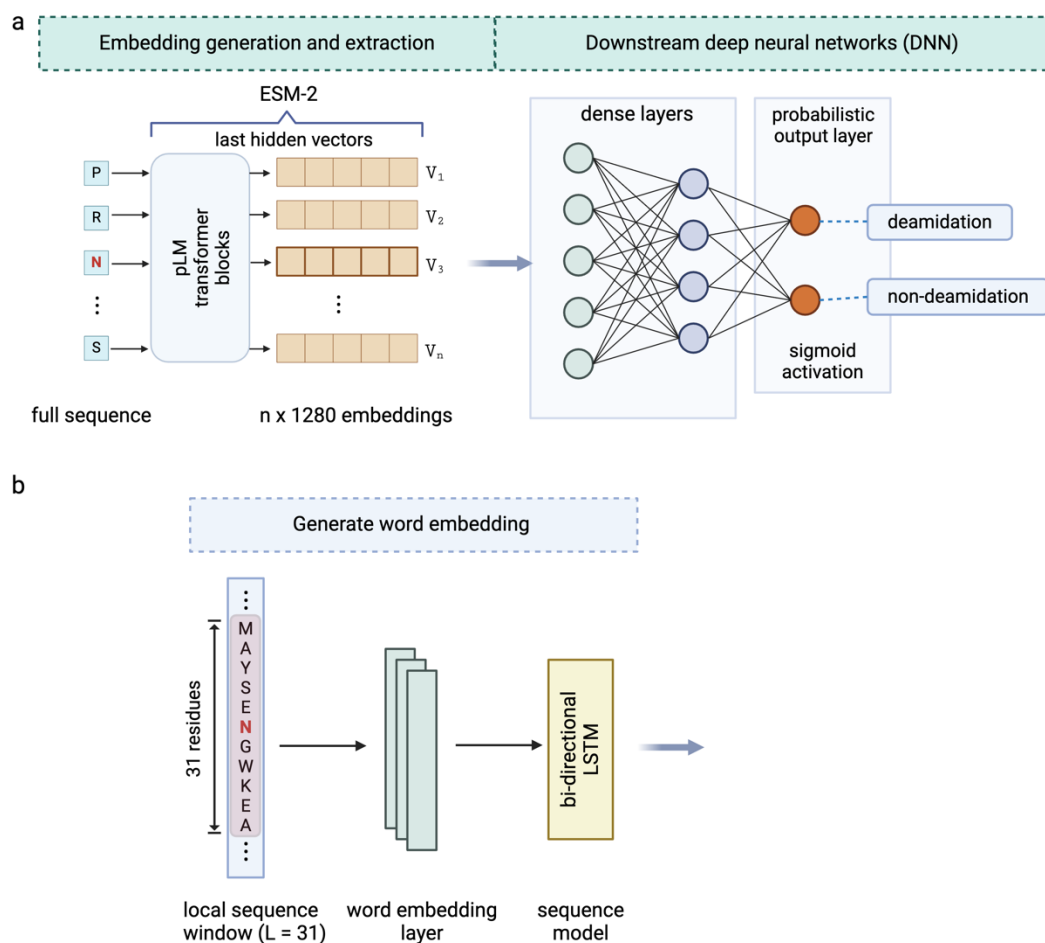 a
Embedding generation and extraction
Downstream deep neural networks (DNN)
ESM-2
last hidden vectors
P
R
N
⋮
S
pLM
transformer
blocks
V1
V2
V3
⋮
Vn
full sequence
n x 1280 embeddings
dense layers
probabilistic
output layer
deamidation
non-deamidation
sigmoid
activation
b
Generate word embedding
31 residues
⋮
M
A
Y
S
E
N
G
W
K
E
A
⋮
bi-directional
LSTM
local sequence
window (L = 31)
word embedding
layer
sequence
model